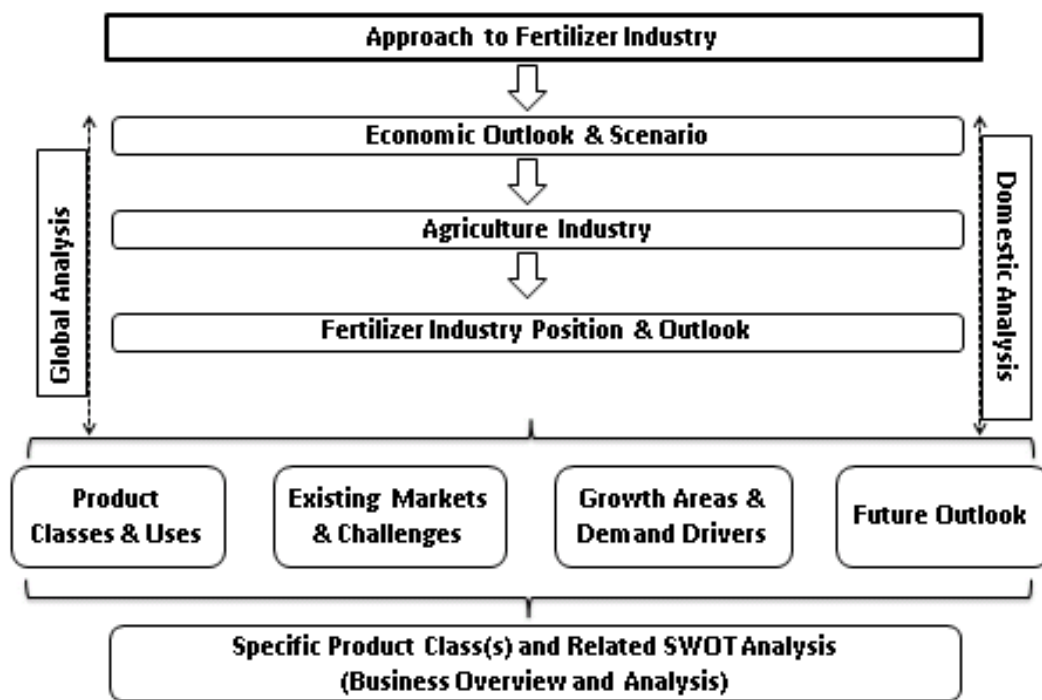 Approach to Fertilizer Industry
Economic Outlook & Scenario
Global Analysis
Domestic Analysis
Agriculture Industry
Fertilizer Industry Position & Outlook
Product
Classes & Uses
Existing Markets
& Challenges
Growth Areas &
Demand Drivers
Future Outlook
Specific Product Class(s) and Related SWOT Analysis
(Business Overview and Analysis)